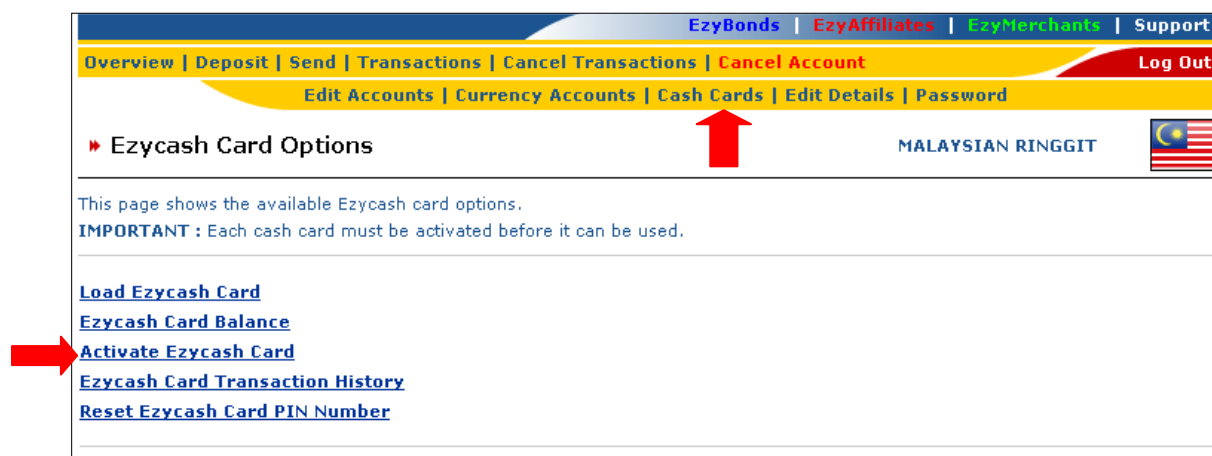 EzyBonds | EzyAffiliates | EzyMerchants | Support
Overview | Deposit | Send | Transactions | Cancel Transactions | Cancel Account Log Out
Edit Accounts | Currency Accounts | Cash Cards | Edit Details | Password
Ezycash Card Options MALAYSIAN RINGGIT
This page shows the available Ezycash card options.
IMPORTANT : Each cash card must be activated before it can be used.
Load Ezycash Card
Ezycash Card Balance
Activate Ezycash Card
Ezycash Card Transaction History
Reset Ezycash Card PIN Number